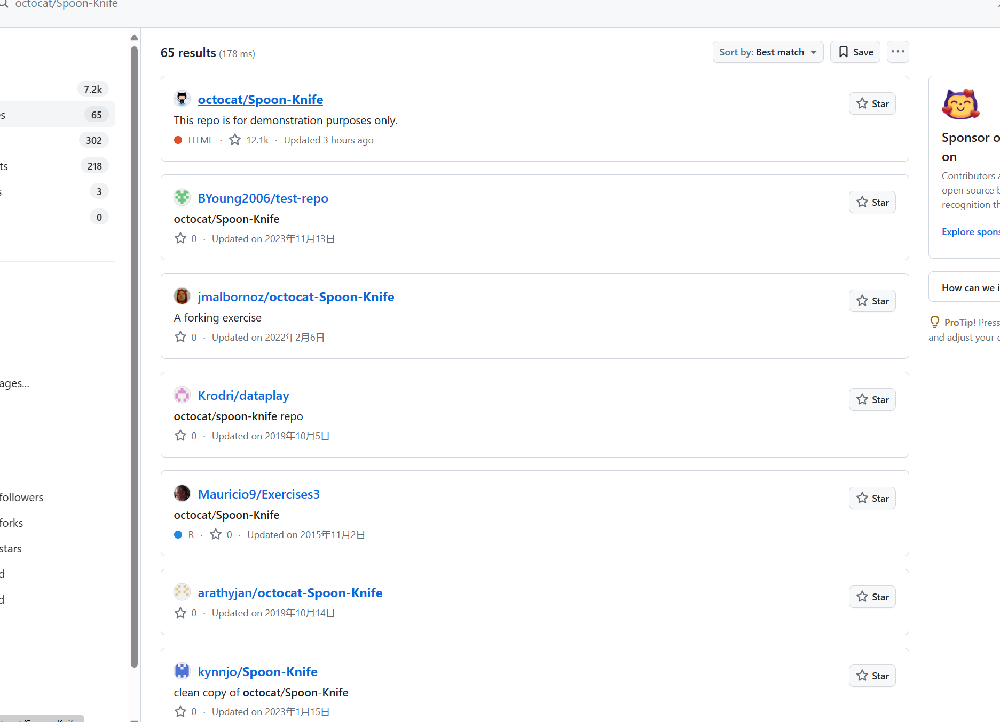 octocat/Spoon-Knife
7.2k
65
302
ts 218
3
0
ages...
followers
forks
stars
d
d
65 results (178 ms)
Sort by: Best match
Save
octocat/Spoon-Knife
Star
This repo is for demonstration purposes only.
HTML · 12.1k · Updated 3 hours ago
BYoung2006/test-repo
Star
octocat/Spoon-Knife
0 · Updated on 2023年11月13日
jmalbornoz/octocat-Spoon-Knife
Star
A forking exercise
0 · Updated on 2022年2月6日
Krodri/dataplay
Star
octocat/spoon-knife repo
0 · Updated on 2019年10月5日
Mauricio9/Exercises3
Star
octocat/Spoon-Knife
R · 0 · Updated on 2015年11月2日
arathyjan/octocat-Spoon-Knife
Star
0 · Updated on 2019年10月14日
kynnjo/Spoon-Knife
Star
clean copy of octocat/Spoon-Knife
0 · Updated on 2023年1月15日
Sponsor o
on
Contributors
open source
recognition
Explore spons
How can we i
ProTip! Press
and adjust your